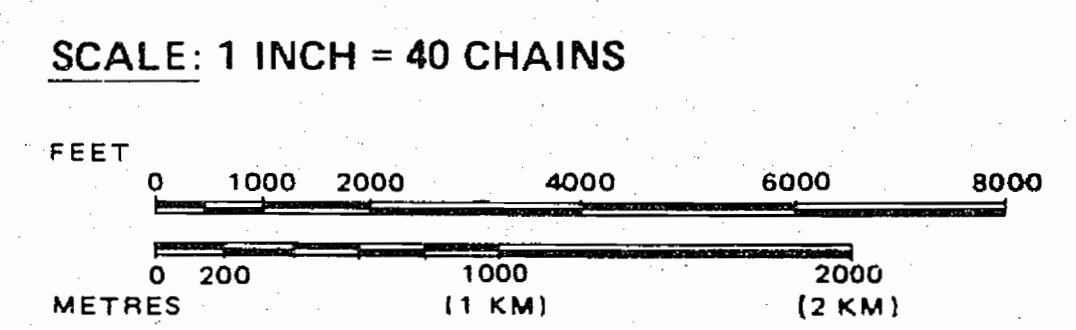 SCALE: 1 INCH = 40 CHAINS
FEET
0 1000 2000 4000 6000 8000
0 200 1000 2000
METRES (1 KM) (2 KM)